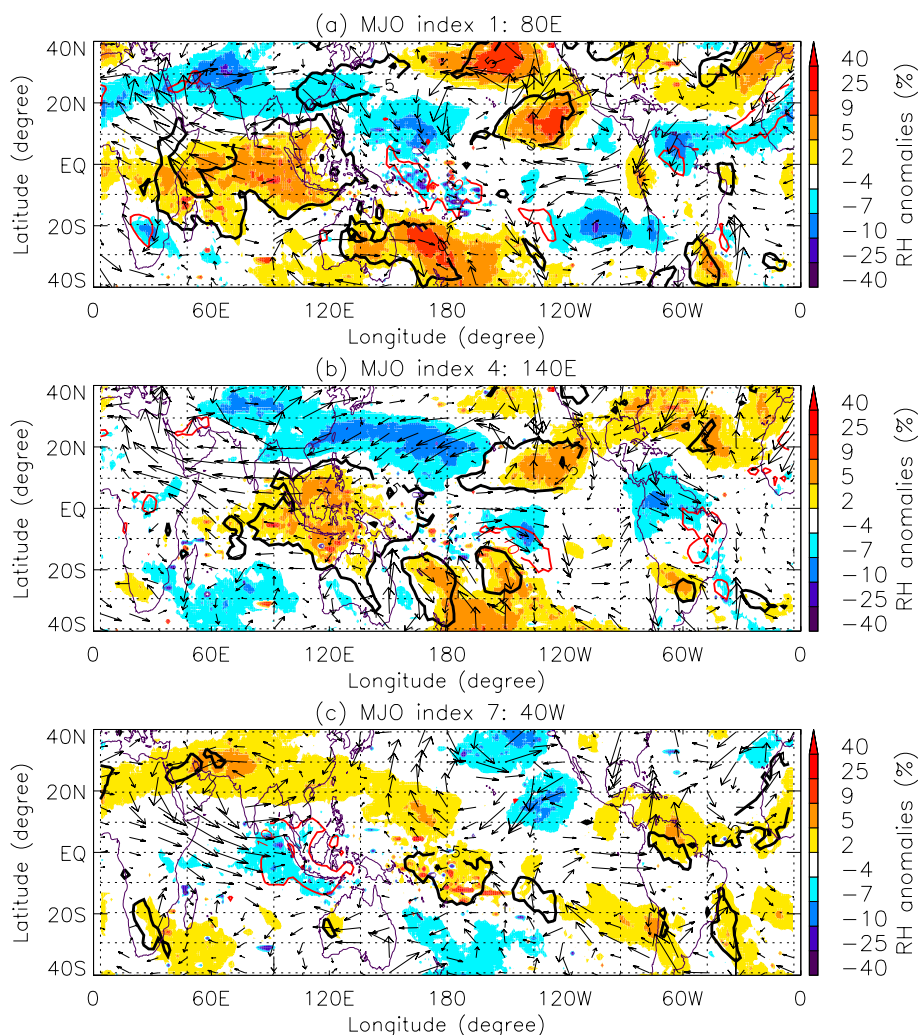 (a) MJO index 1: 80E
40N
20N
EQ
20S
40S
Latitude (degree)
0 60E 120E 180 120W 60W 0
Longitude (degree)
40
25
9
5
2
−4
−7
−10
−25
−40
RH anomalies (%)
(b) MJO index 4: 140E
40N
20N
EQ
20S
40S
Latitude (degree)
0 60E 120E 180 120W 60W 0
Longitude (degree)
40
25
9
5
2
−4
−7
−10
−25
−40
RH anomalies (%)
(c) MJO index 7: 40W
40N
20N
EQ
20S
40S
Latitude (degree)
0 60E 120E 180 120W 60W 0
Longitude (degree)
40
25
9
5
2
−4
−7
−10
−25
−40
RH anomalies (%)